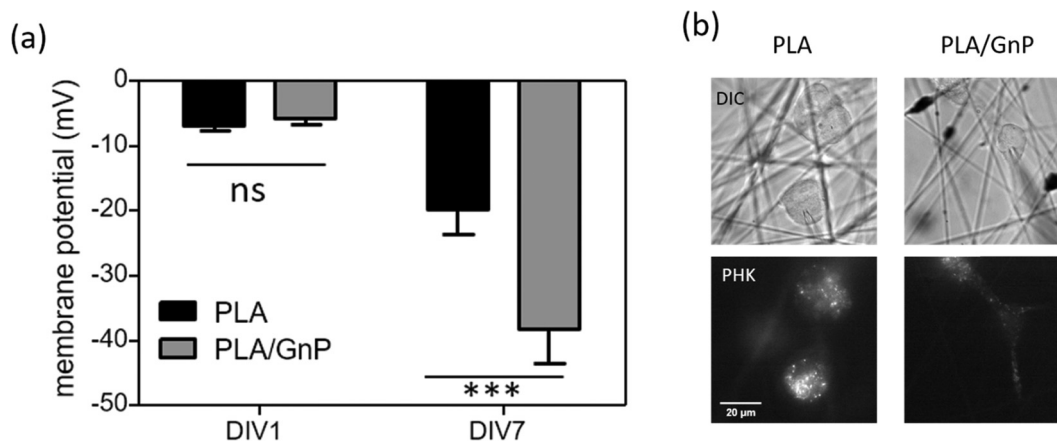 (a)
membrane potential (mV)
0
-10
-20
-30
-40
-50
ns
PLA
PLA/GnP
***
DIV1
DIV7
(b)
PLA
PLA/GnP
DIC
PHK
20 µm